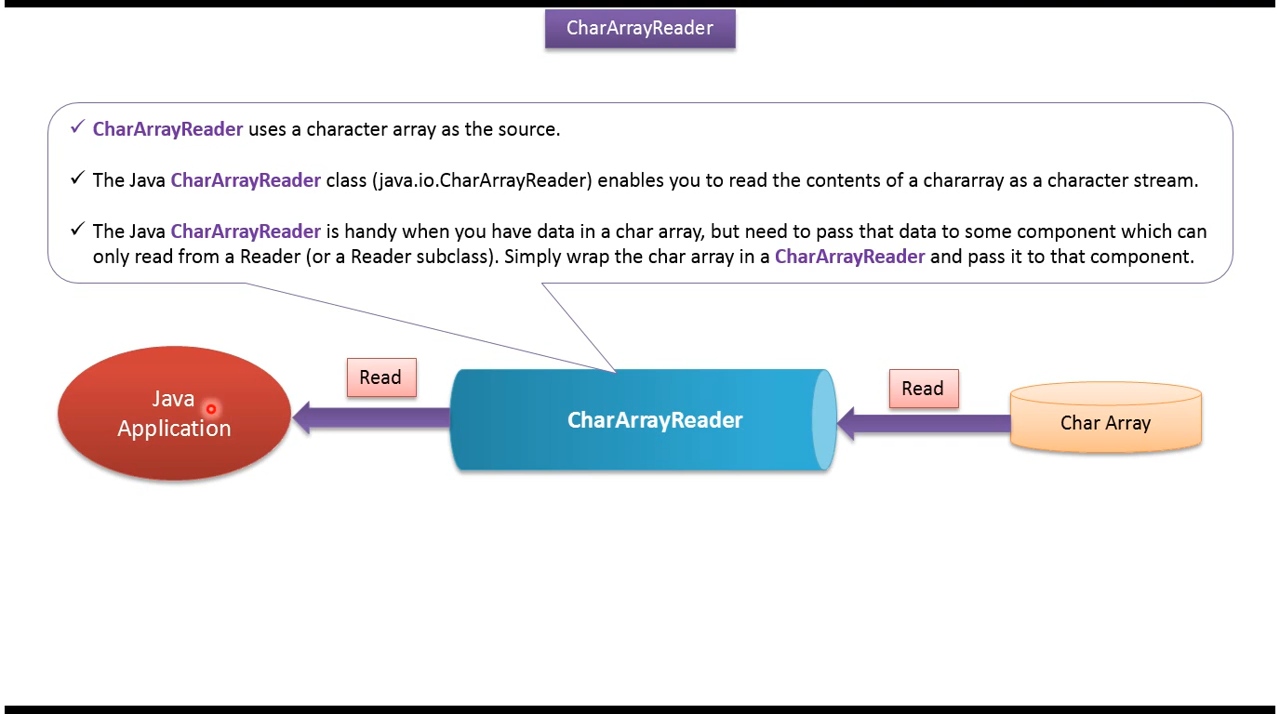 CharArrayReader
✓ CharArrayReader uses a character array as the source.
✓ The Java CharArrayReader class (java.io.CharArrayReader) enables you to read the contents of a chararray as a character stream.
✓ The Java CharArrayReader is handy when you have data in a char array, but need to pass that data to some component which can
only read from a Reader (or a Reader subclass). Simply wrap the char array in a CharArrayReader and pass it to that component.
Java
Application
Read
CharArrayReader
Read
Char Array